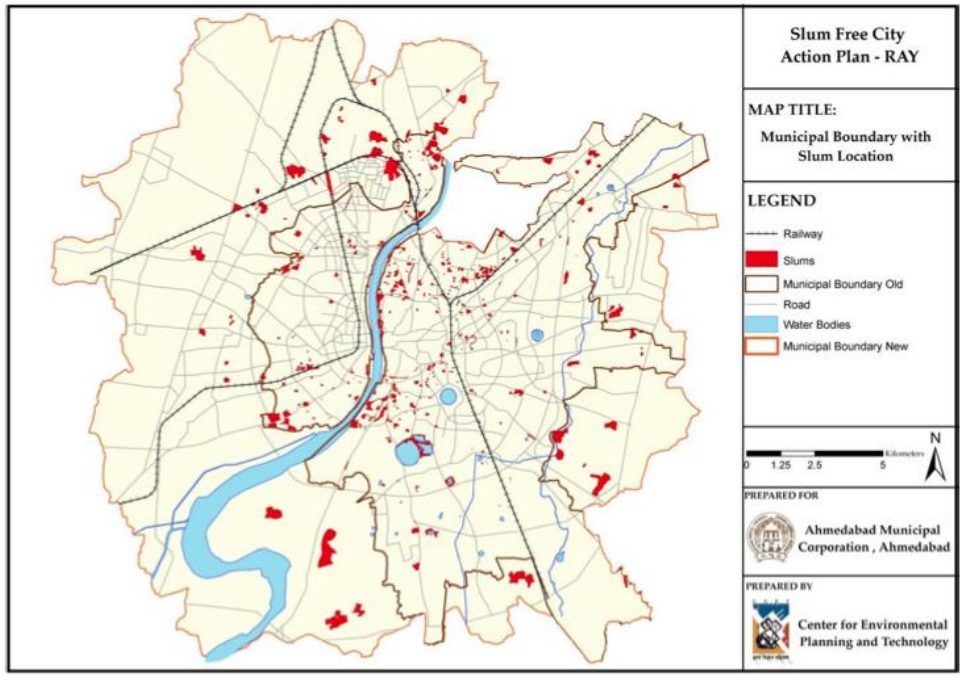 Slum Free City
Action Plan - RAY
MAP TITLE:
Municipal Boundary with
Slum Location
LEGEND
Railway
Slums
Municipal Boundary Old
Road
Water Bodies
Municipal Boundary New
N
Kilometers
0 1.25 2.5 5
PREPARED FOR
Ahmedabad Municipal
Corporation , Ahmedabad
PREPARED BY
Center for Environmental
Planning and Technology